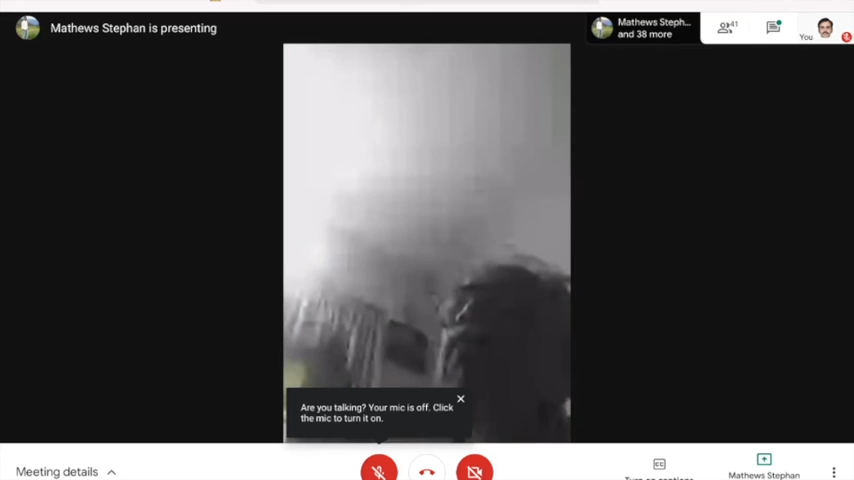 Mathews Stephan is presenting
Mathews Steph...
and 38 more
41
You
Are you talking? Your mic is off. Click
the mic to turn it on.
Meeting details
CC
Turn on captions
Mathews Stephan